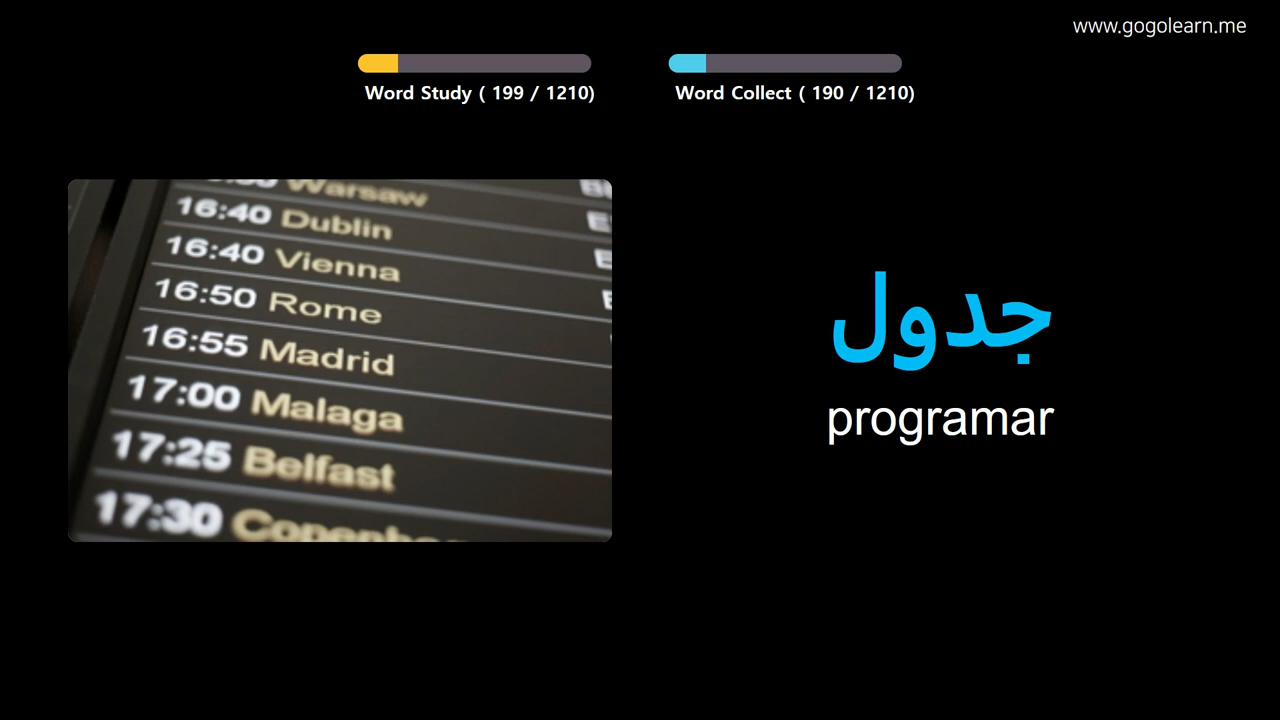 www.gogolearn.me
Word Study ( 199 / 1210)
Word Collect ( 190 / 1210)
Warsaw
16:40 Dublin
16:40 Vienna
16:50 Rome
16:55 Madrid
17:00 Malaga
17:25 Belfast
17:30
جدول
programar